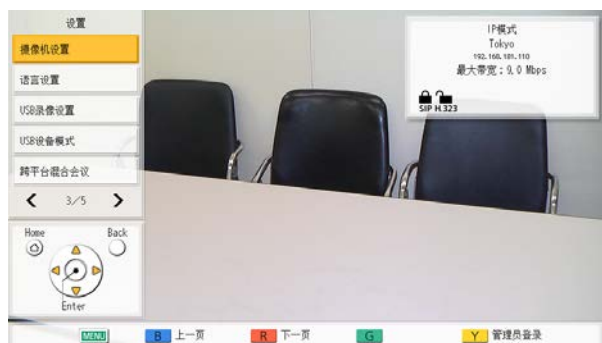 设置
摄像机设置
语言设置
USB录像设置
USB设备模式
跨平台混合会议
3/5
Home
Back
Enter
IP模式
Tokyo
192.168.181.110
最大带宽：9.0 Mbps
SIP H.323
MENU
B 上一页
R 下一页
G
Y 管理员登录